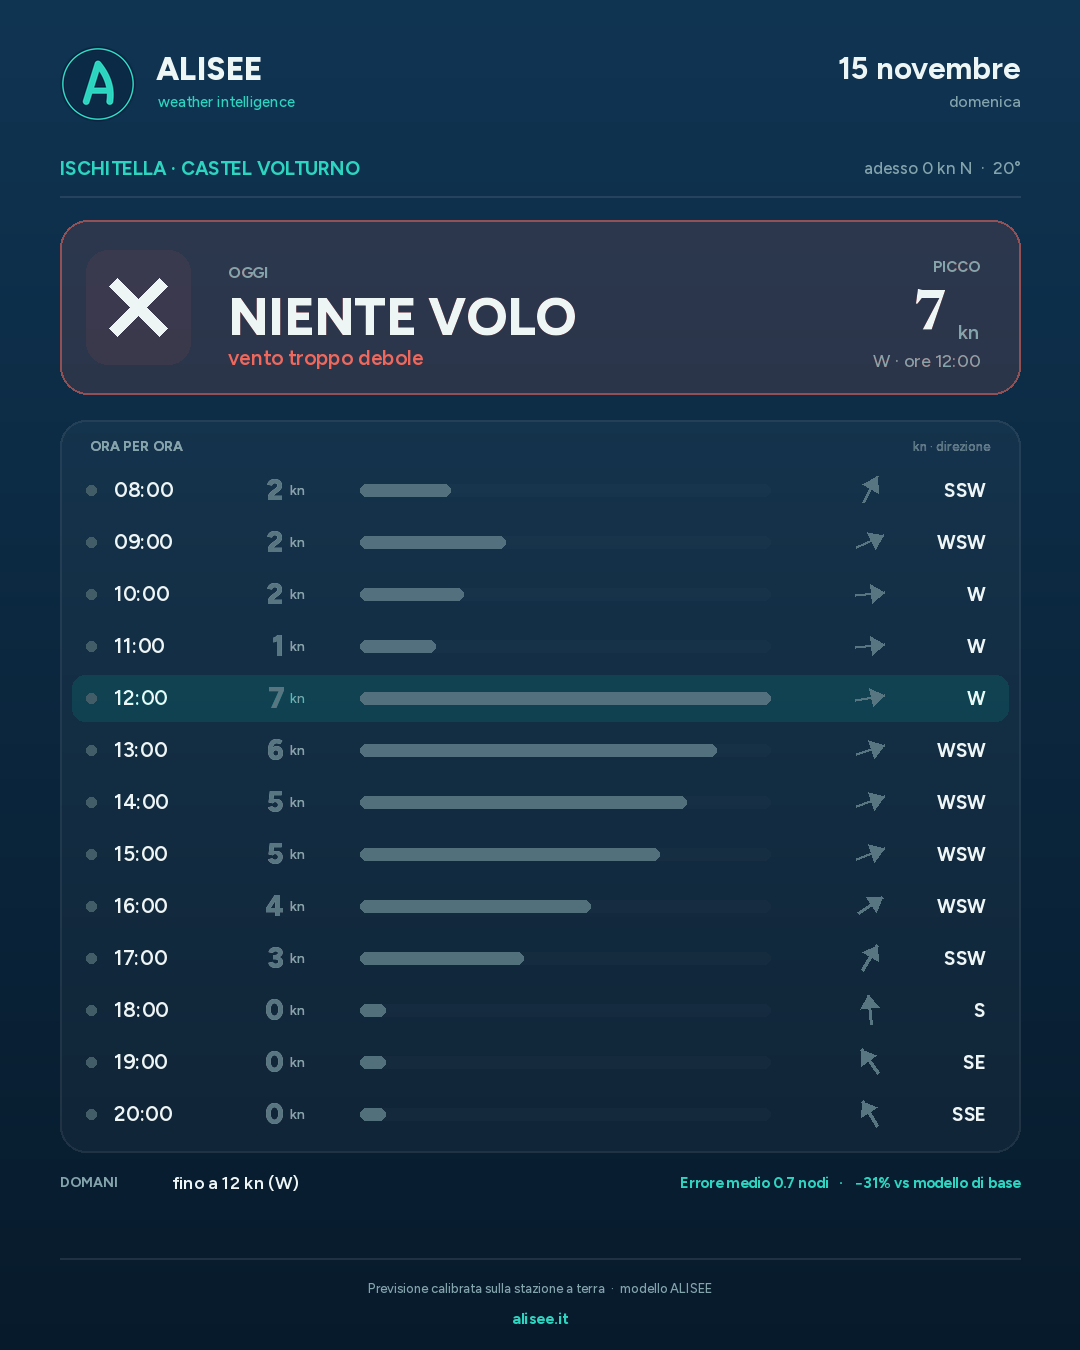 A
ALISEE
weather intelligence
15 novembre
domenica
ISCHITELLA · CASTEL VOLTURNO
adesso 0 kn N · 20°
OGGI
NIENTE VOLO
vento troppo debole
PICCO
7 kn
W · ore 12:00
ORA PER ORA
kn · direzione
08:00 2 kn SSW
09:00 2 kn WSW
10:00 2 kn W
11:00 1 kn W
12:00 7 kn W
13:00 6 kn WSW
14:00 5 kn WSW
15:00 5 kn WSW
16:00 4 kn WSW
17:00 3 kn SSW
18:00 0 kn S
19:00 0 kn SE
20:00 0 kn SSE
DOMANI fino a 12 kn (W)
Errore medio 0.7 nodi · −31% vs modello di base
Previsione calibrata sulla stazione a terra · modello ALISEE
alisee.it